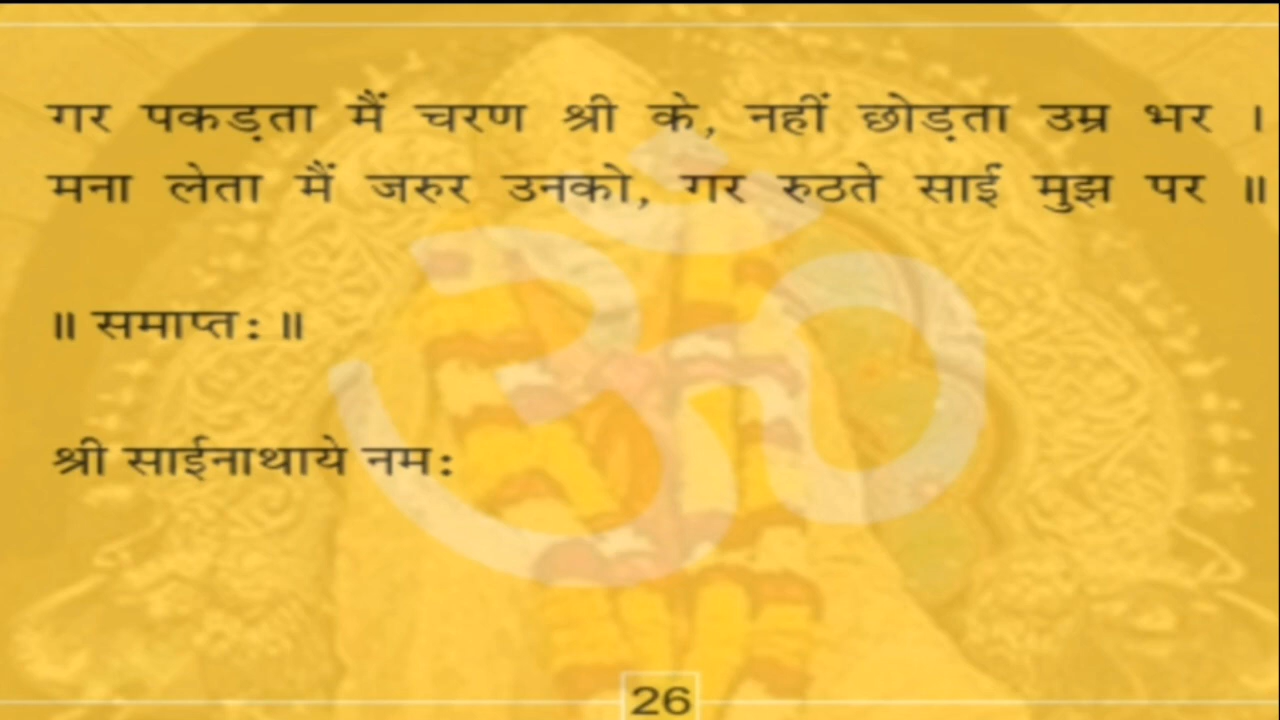 गर पकड़ता मैं चरण श्री के, नहीं छोड़ता उम्र भर ।
मना लेता मैं जरुर उनको, गर रुठते साईं मुझ पर ॥
॥ समाप्त: ॥
श्री साईनाथाये नम:
26